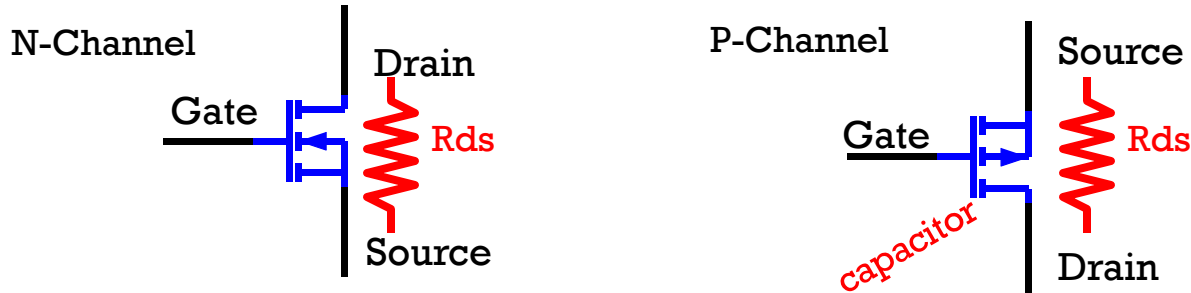 N-Channel
Drain
Gate
Rds
Source
P-Channel
Source
Gate
Rds
capacitor
Drain